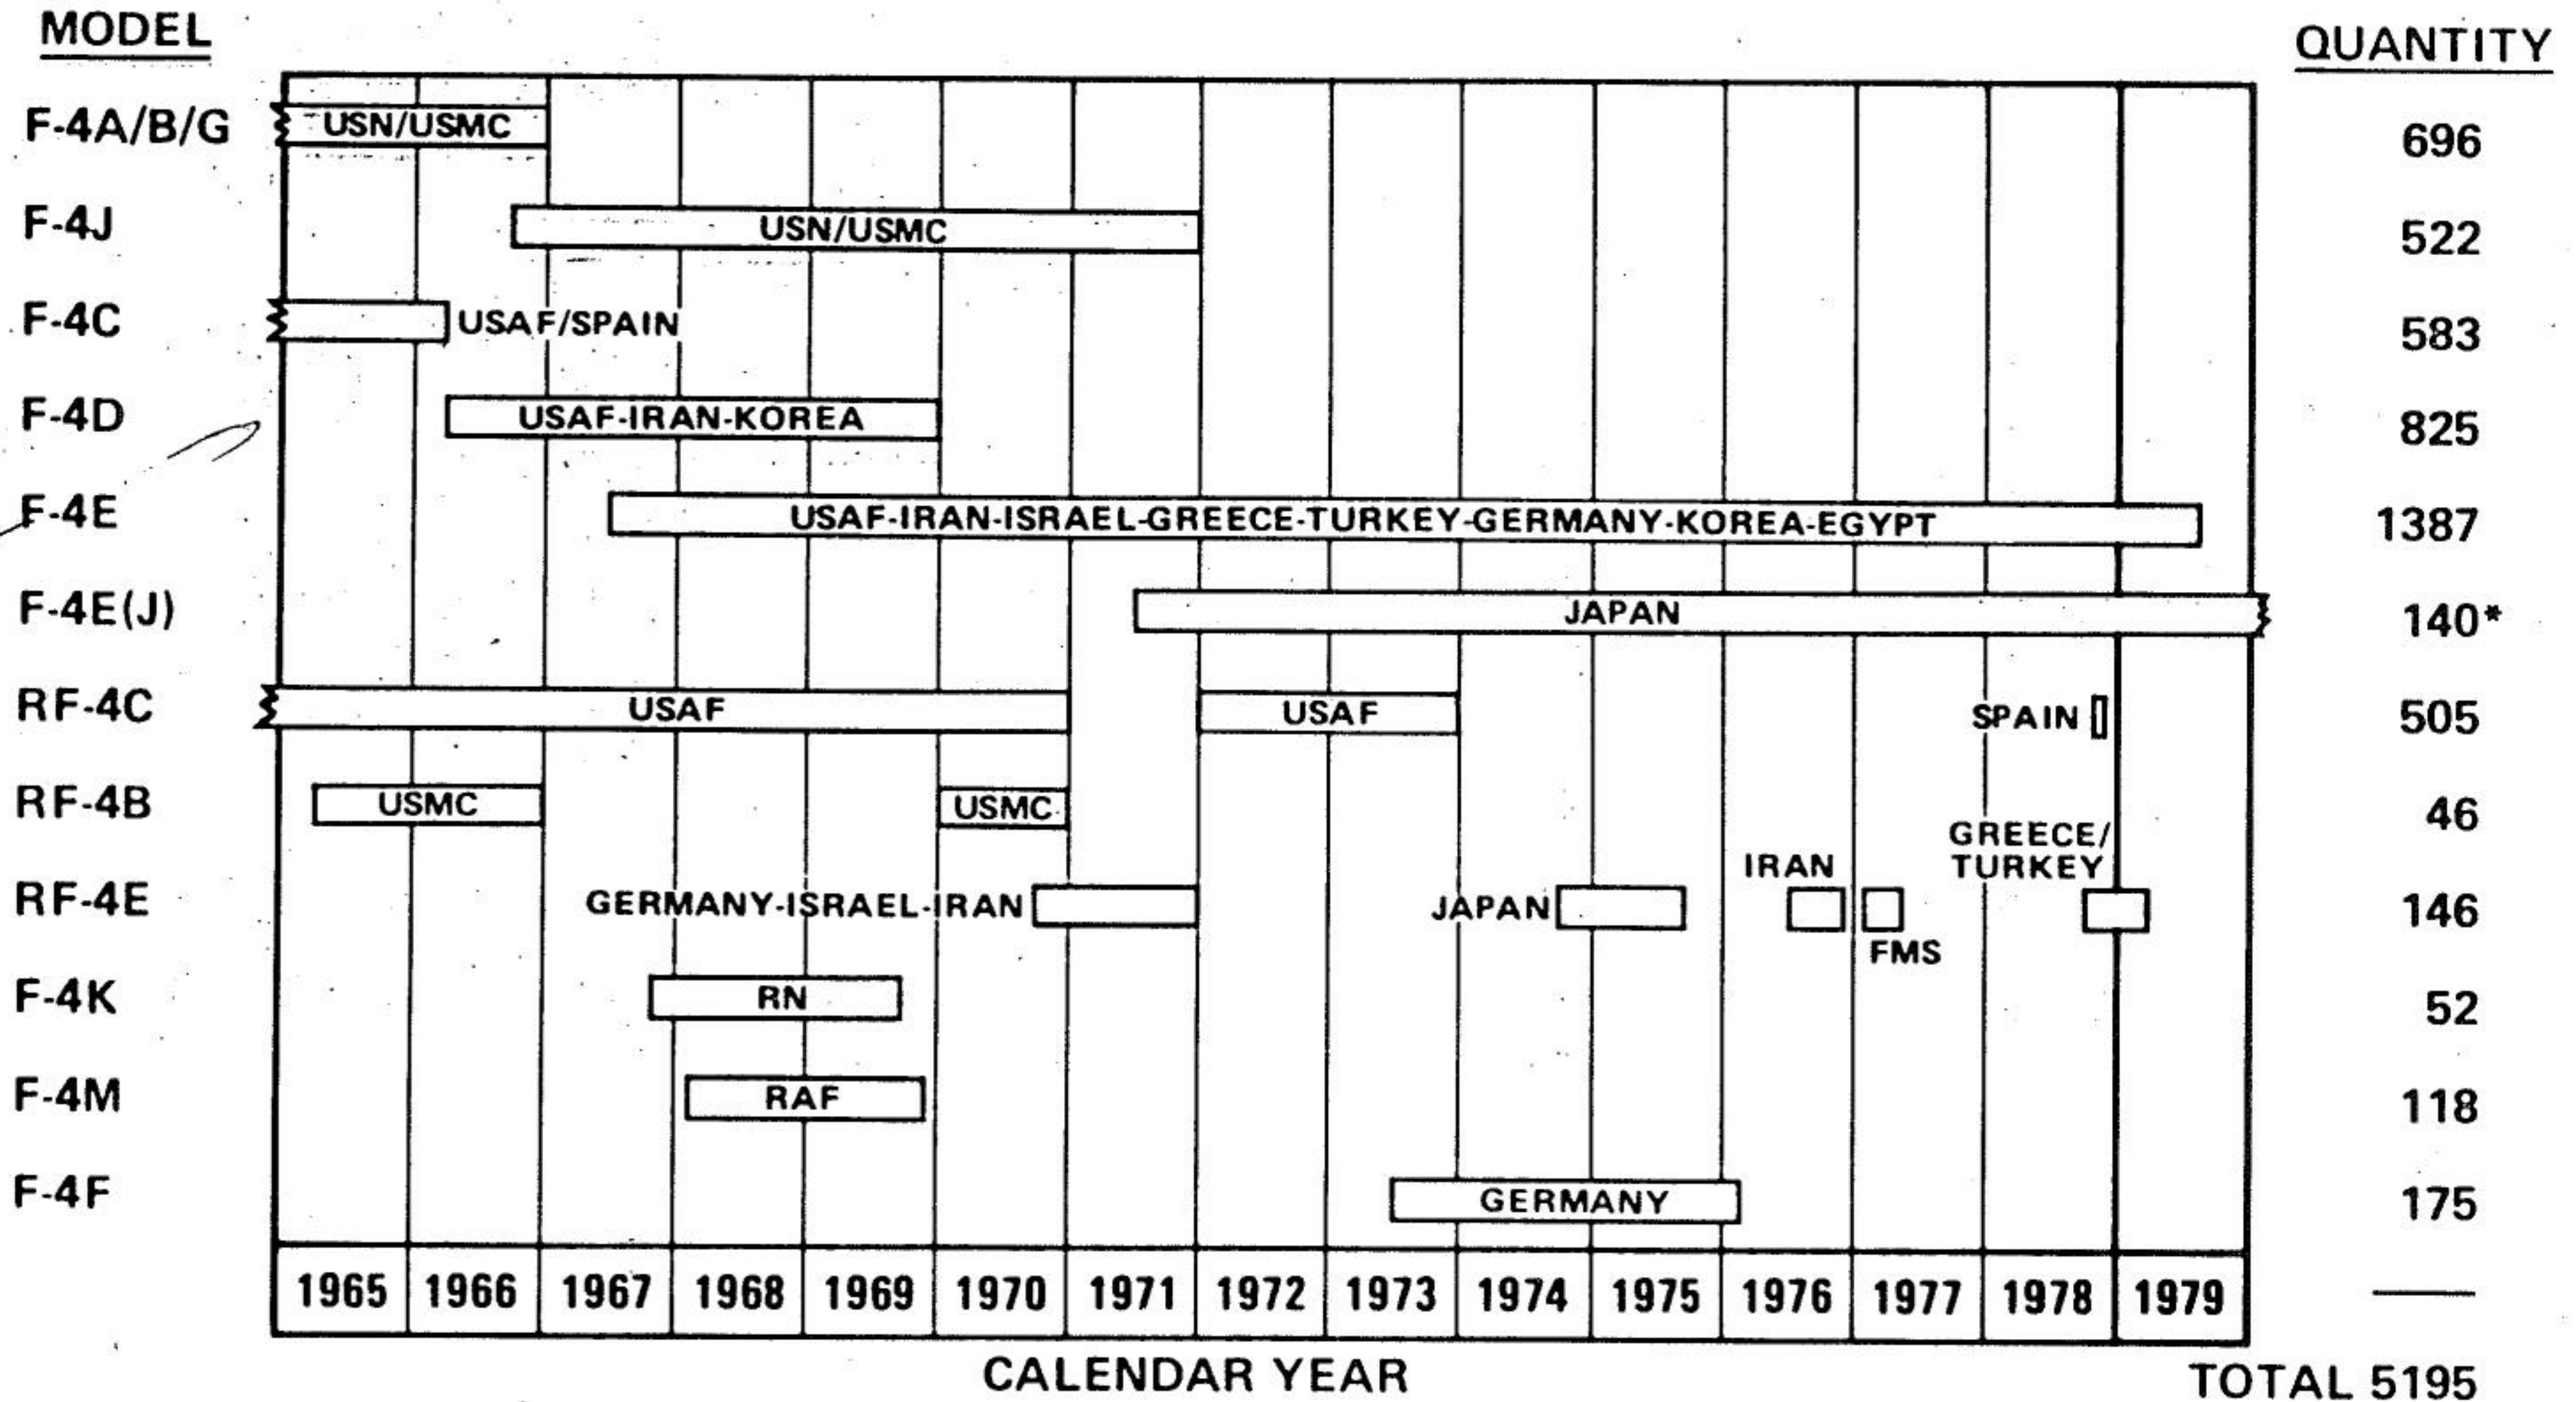 MODEL QUANTITY
F-4A/B/G USN/USMC 696
F-4J USN/USMC 522
F-4C USAF/SPAIN 583
F-4D USAF-IRAN-KOREA 825
F-4E USAF-IRAN-ISRAEL-GREECE-TURKEY-GERMANY-KOREA-EGYPT 1387
F-4E(J) JAPAN 140*
RF-4C USAF USAF SPAIN 505
RF-4B USMC USMC 46
GREECE/
TURKEY
IRAN
RF-4E GERMANY-ISRAEL-IRAN JAPAN 146
FMS
F-4K RN 52
F-4M RAF 118
F-4F GERMANY 175
1965 1966 1967 1968 1969 1970 1971 1972 1973 1974 1975 1976 1977 1978 1979
CALENDAR YEAR
TOTAL 5195